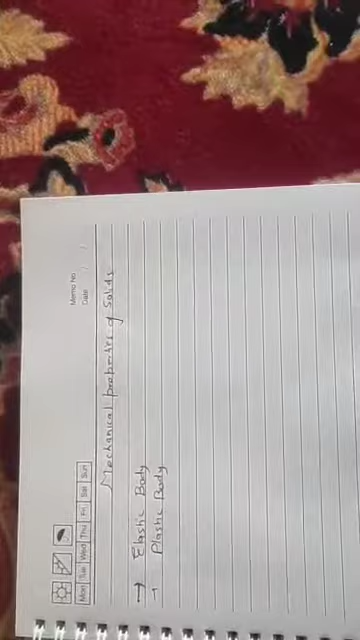 Memo No.
Date / /
Mon Tue Wed Thu Fri Sat Sun
Mechanical properties of Solids
→ Elastic Body
- Plastic Body